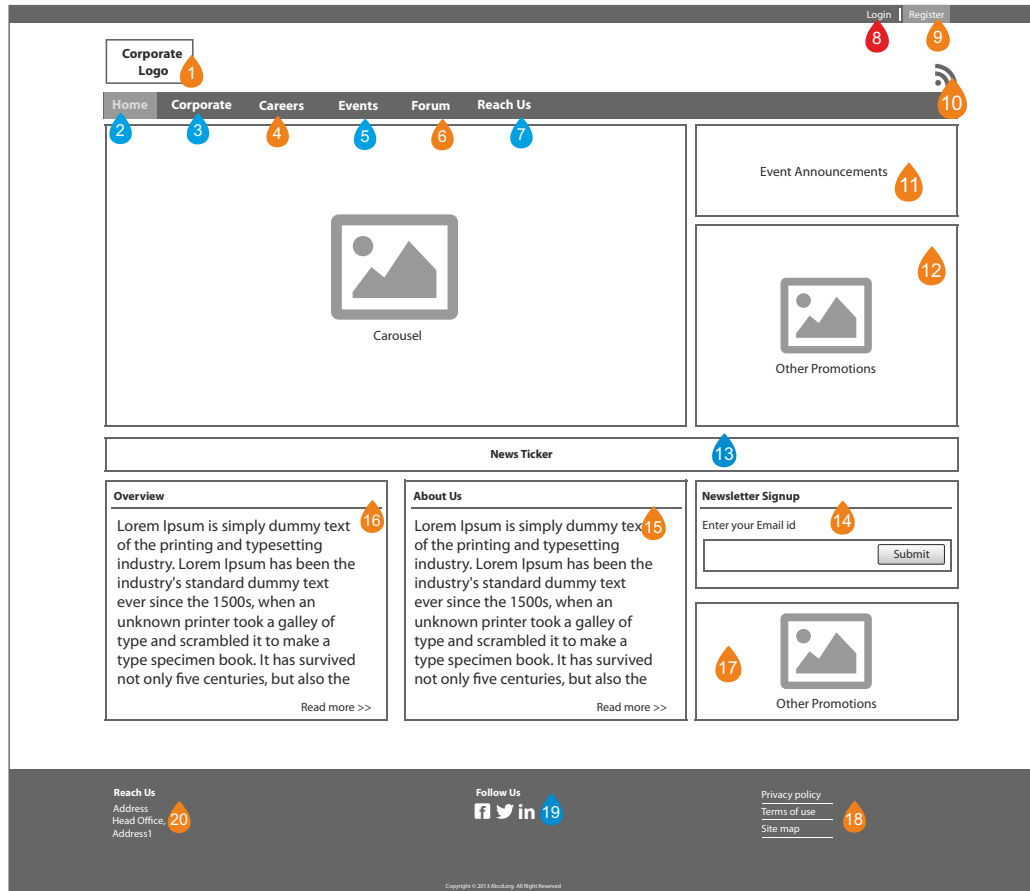 Login
Register
8
9
Corporate
Logo
1
10
Home
Corporate
Careers
Events
Forum
Reach Us
2
3
4
5
6
7
Carousel
Event Announcements
11
12
Other Promotions
News Ticker
13
Overview
16
Lorem Ipsum is simply dummy text
of the printing and typesetting
industry. Lorem Ipsum has been the
industry's standard dummy text
ever since the 1500s, when an
unknown printer took a galley of
type and scrambled it to make a
type specimen book. It has survived
not only five centuries, but also the
Read more >>
About Us
15
Lorem Ipsum is simply dummy text
of the printing and typesetting
industry. Lorem Ipsum has been the
industry's standard dummy text
ever since the 1500s, when an
unknown printer took a galley of
type and scrambled it to make a
type specimen book. It has survived
not only five centuries, but also the
Read more >>
Newsletter Signup
14
Enter your Email id
Submit
17
Other Promotions
Reach Us
Address
Head Office,
Address1
20
Follow Us
19
Privacy policy
Terms of use
Site map
18
Copyright © 2013 Abcd.org. All Right Reserved